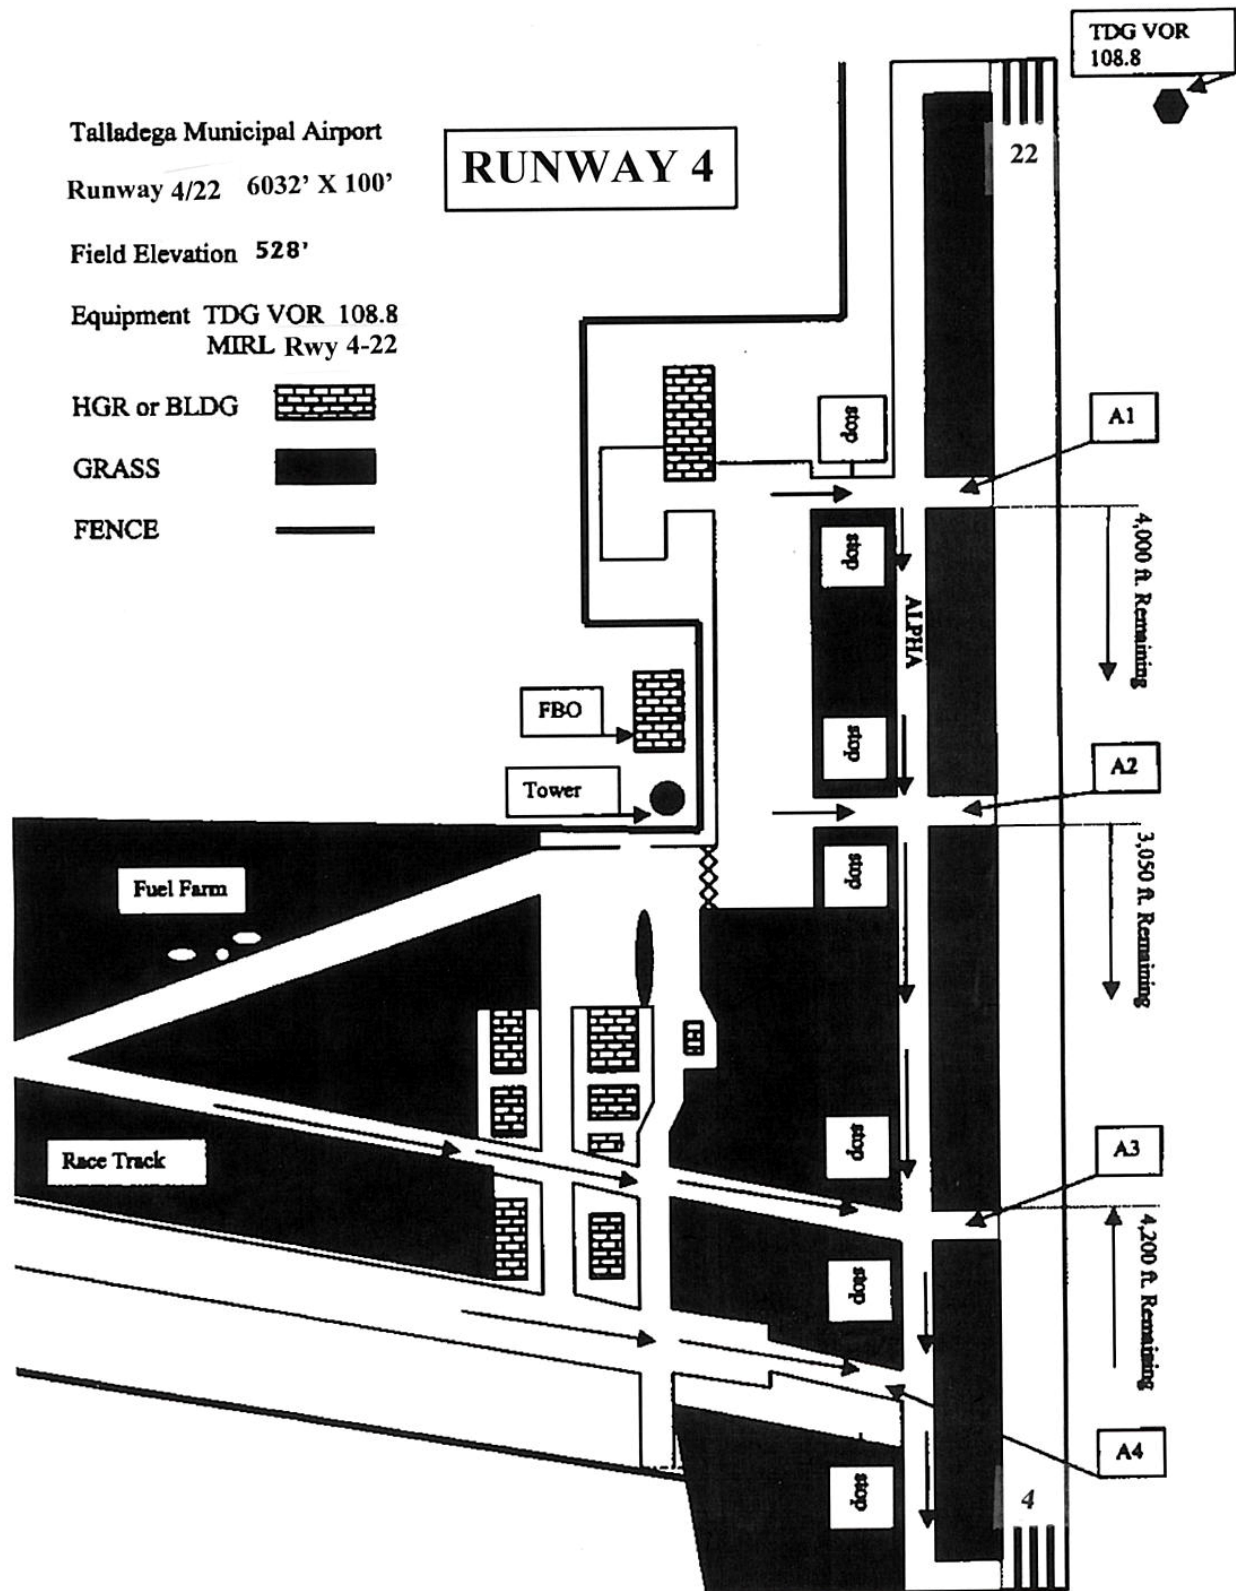 TDG VOR
108.8
Talladega Municipal Airport
RUNWAY 4
Runway 4/22 6032' X 100'
22
Field Elevation 528'
Equipment TDG VOR 108.8
MIRL Rwy 4-22
HGR or BLDG
stop
A1
GRASS
FENCE
stop
4,000 ft. Remaining
ALPHA
FBO
stop
A2
Tower
stop
3,050 ft. Remaining
Fuel Farm
stop
A3
Race Track
stop
4,200 ft. Remaining
A4
stop
4